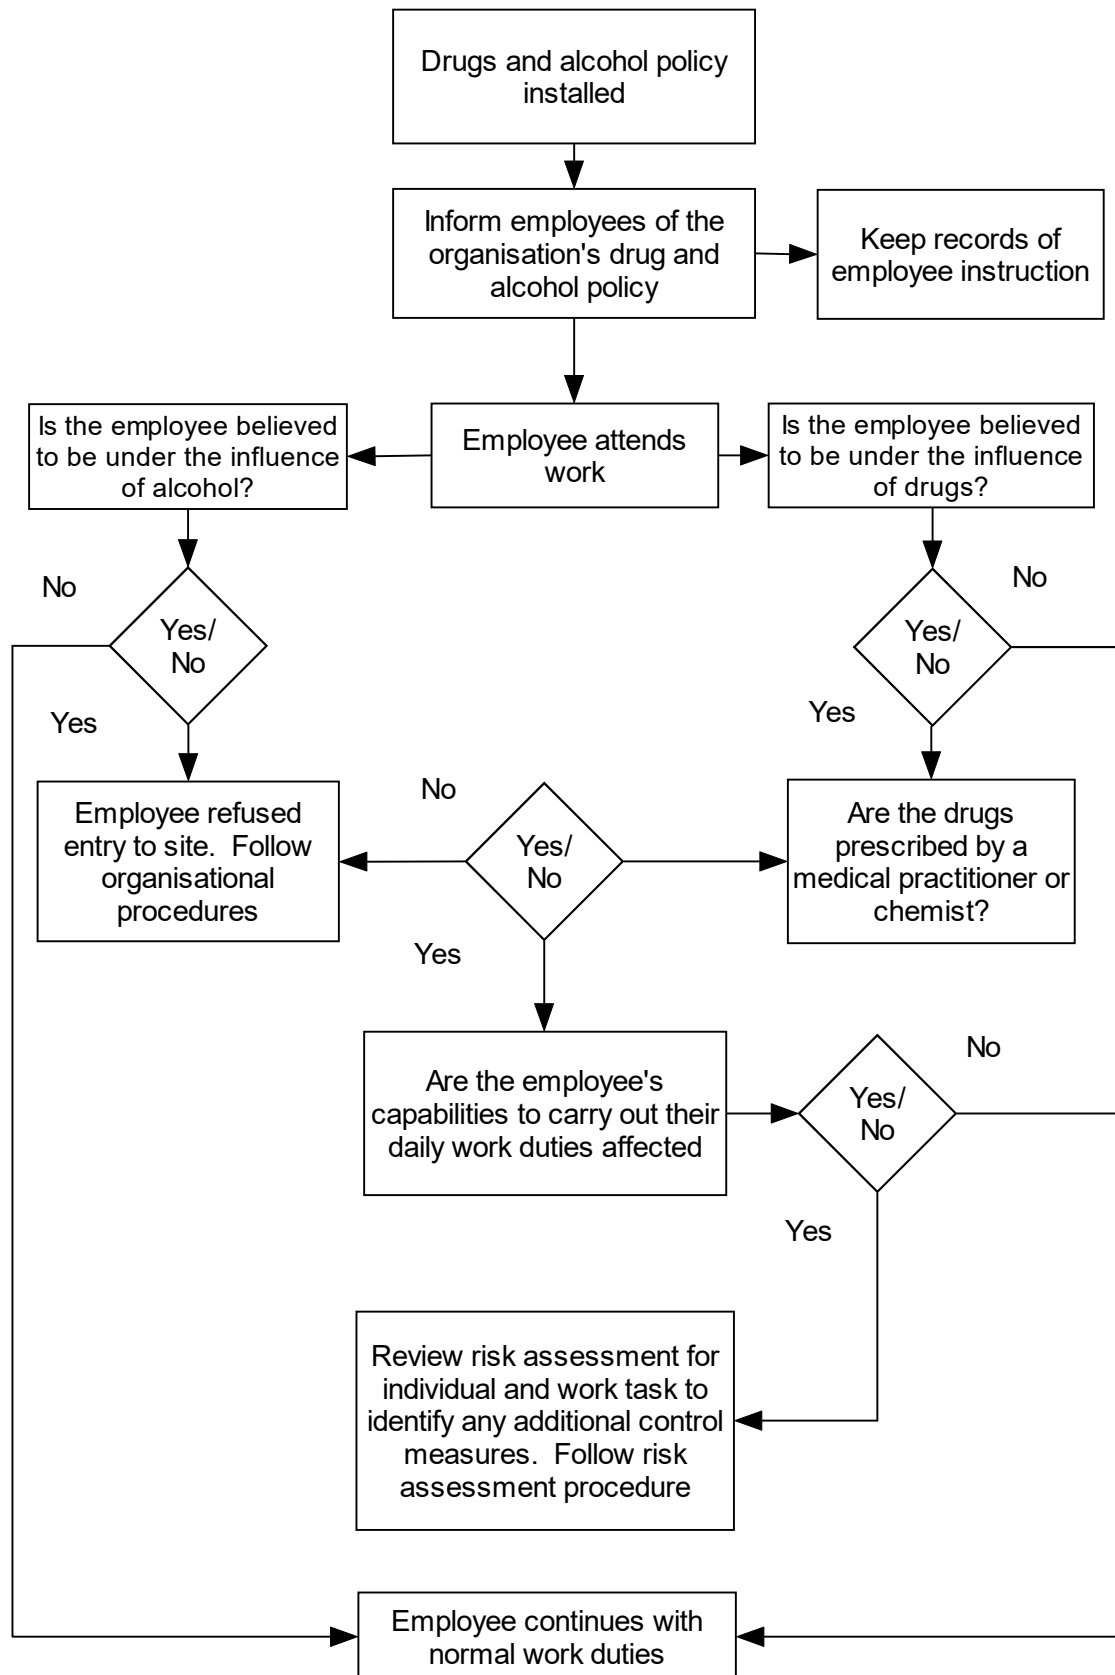 Drugs and alcohol policy
installed
Inform employees of the
organisation's drug and
alcohol policy
Keep records of
employee instruction
Is the employee believed
to be under the influence
of alcohol?
Employee attends
work
Is the employee believed
to be under the influence
of drugs?
No
Yes/
No
Yes
No
Yes/
No
Yes
Employee refused
entry to site.  Follow
organisational
procedures
No
Yes/
No
Yes
Are the drugs
prescribed by a
medical practitioner or
chemist?
Are the employee's
capabilities to carry out their
daily work duties affected
Yes/
No
No
Yes
Review risk assessment for
individual and work task to
identify any additional control
measures.  Follow risk
assessment procedure
Employee continues with
normal work duties